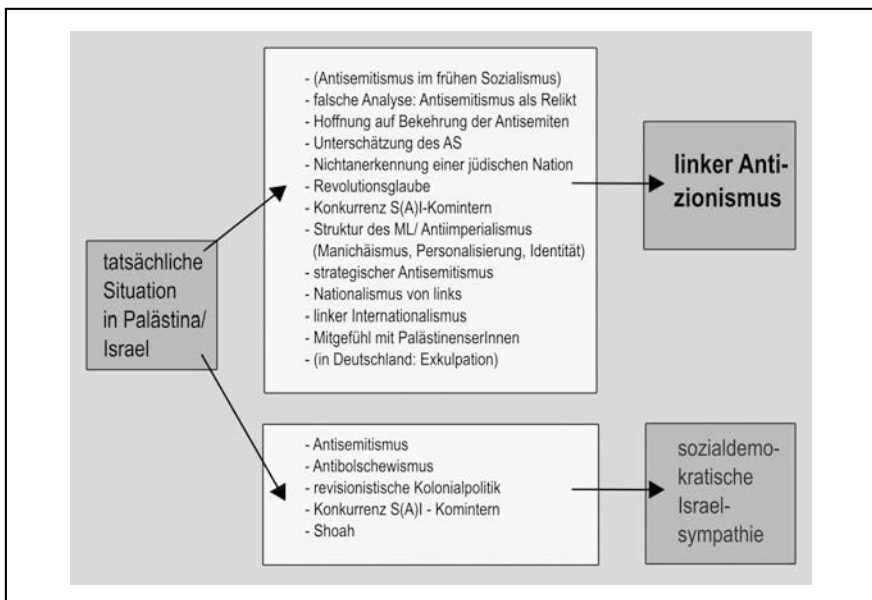 tatsächliche
Situation
in Palästina/
Israel
- (Antisemitismus im frühen Sozialismus)
- falsche Analyse: Antisemitismus als Relikt
- Hoffnung auf Bekehrung der Antisemiten
- Unterschätzung des AS
- Nichtanerkennung einer jüdischen Nation
- Revolutionsglaube
- Konkurrenz S(A)I-Komintern
- Struktur des ML/ Antiimperialismus
(Manichäismus, Personalisierung, Identität)
- strategischer Antisemitismus
- Nationalismus von links
- linker Internationalismus
- Mitgefühl mit PalästinenserInnen
- (in Deutschland: Exkulpation)
linker Anti-
zionismus
- Antisemitismus
- Antibolschewismus
- revisionistische Kolonialpolitik
- Konkurrenz S(A)I - Komintern
- Shoah
sozialdemo-
kratische
Israel-
sympathie